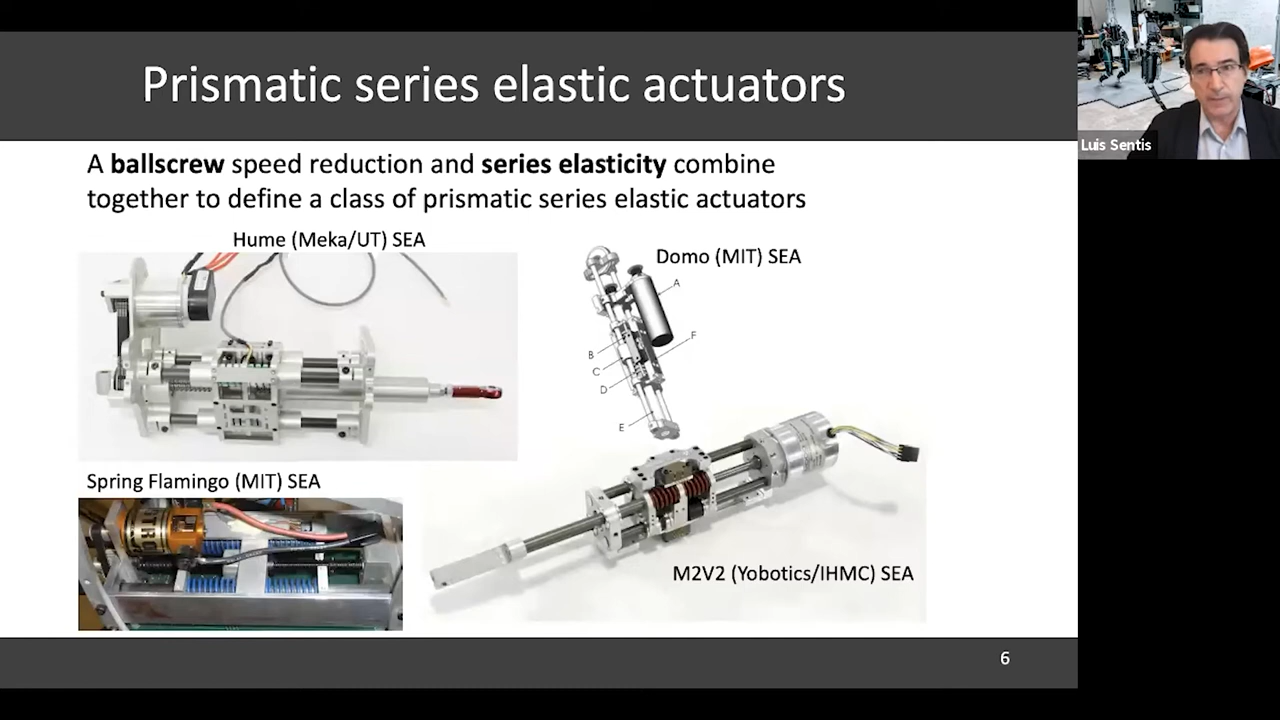 Prismatic series elastic actuators
Luis Sentis
A ballscrew speed reduction and series elasticity combine
together to define a class of prismatic series elastic actuators
Hume (Meka/UT) SEA
Domo (MIT) SEA
A
B
F
C
D
E
Spring Flamingo (MIT) SEA
M2V2 (Yobotics/IHMC) SEA
6